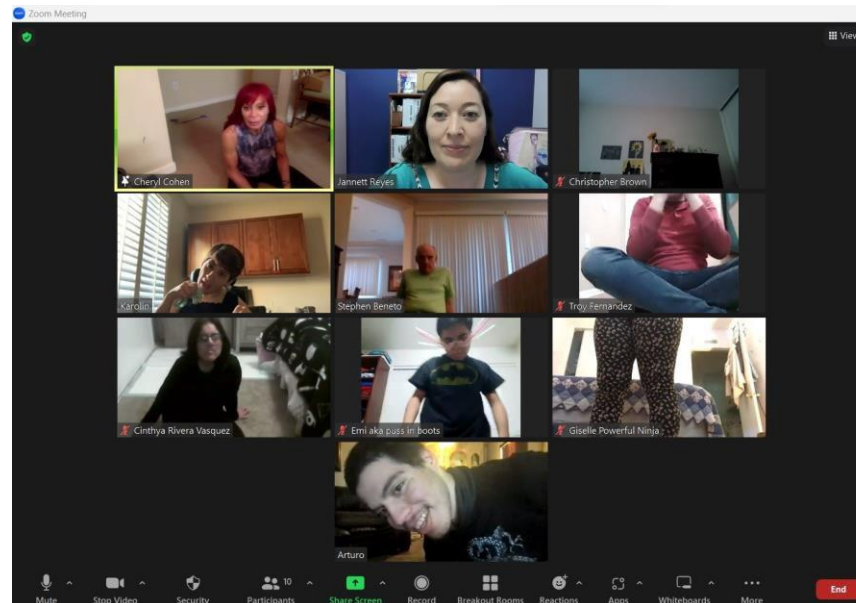 Zoom Meeting
View
Cheryl Cohen
Jannett Reyes
Christopher Brown
Karolin
Stephen Beneto
Troy Fernandez
Cinthya Rivera Vasquez
Emi aka puss in boots
Giselle Powerful Ninja
Arturo
10
Mute
Stop Video
Security
Participants
Share Screen
Record
Breakout Rooms
Reactions
Apps
Whiteboards
More
End